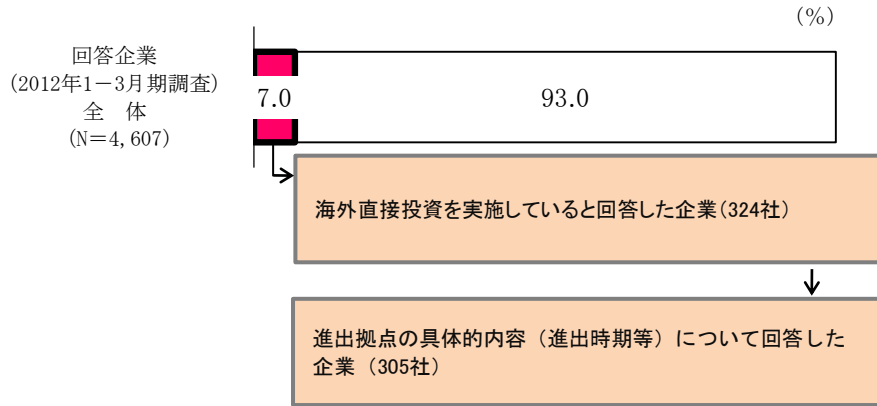 (%)
回答企業
(2012年1－3月期調査)
全　体
(N＝4,607)
7.0
93.0
海外直接投資を実施していると回答した企業(324社)
進出拠点の具体的内容（進出時期等）について回答した
企業（305社）